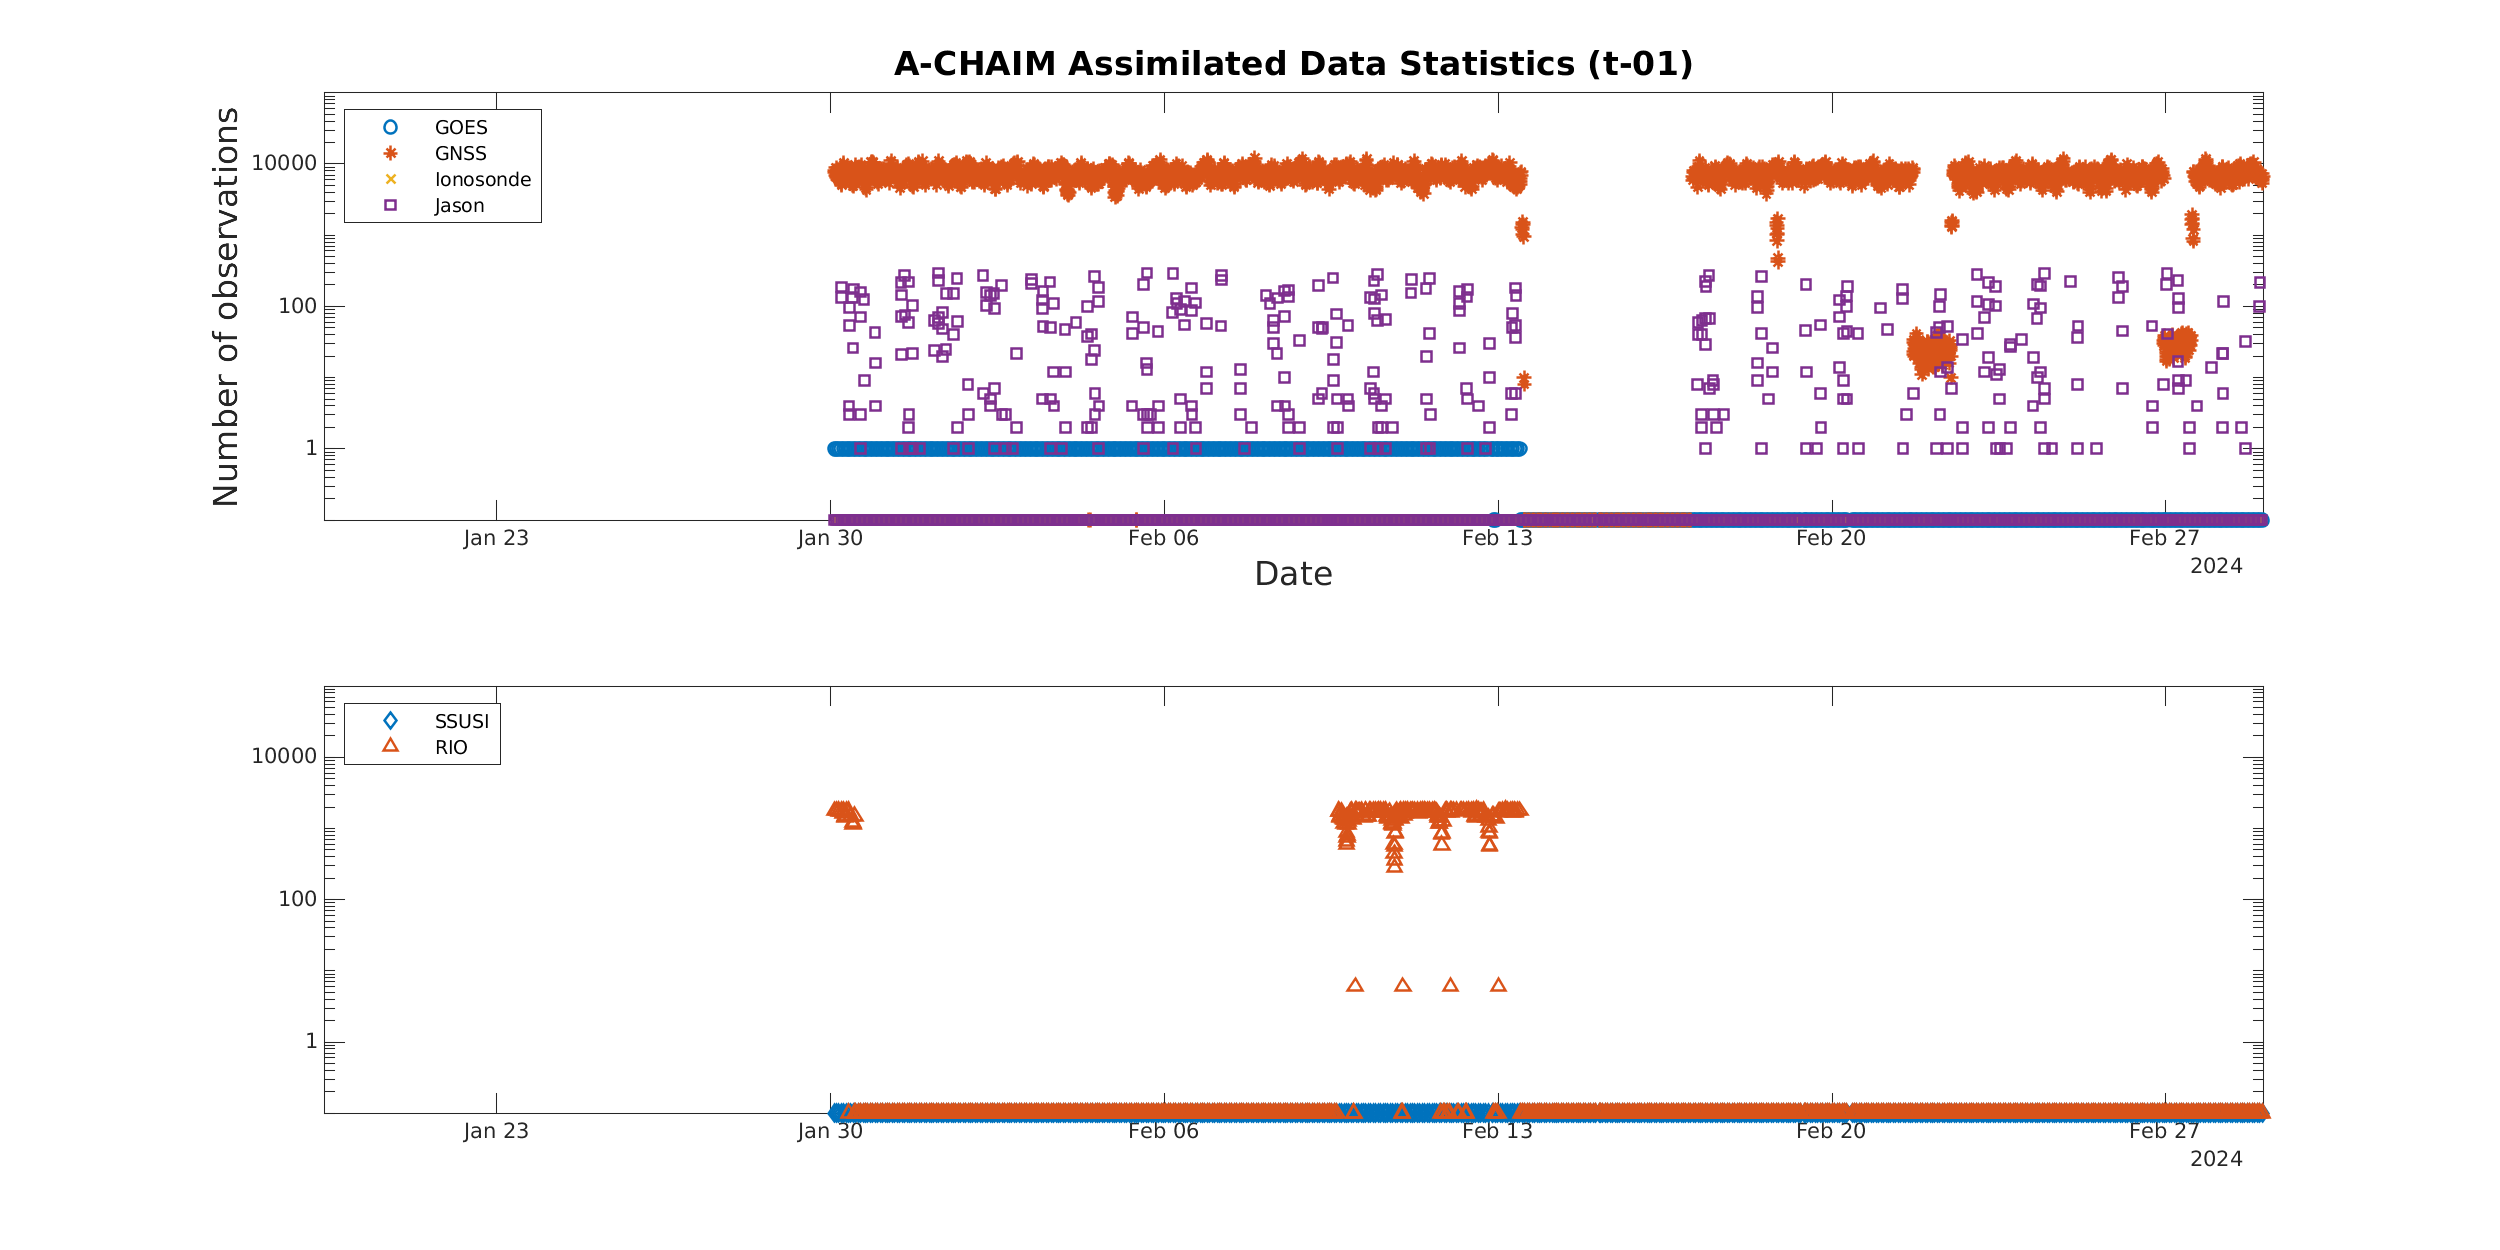 A-CHAIM Assimilated Data Statistics (t-01)
Number of observations
10000
100
1
GOES
GNSS
Ionosonde
Jason
Jan 23
Jan 30
Feb 06
Feb 13
Feb 20
Feb 27
2024
Date
10000
100
1
SSUSI
RIO
Jan 23
Jan 30
Feb 06
Feb 13
Feb 20
Feb 27
2024